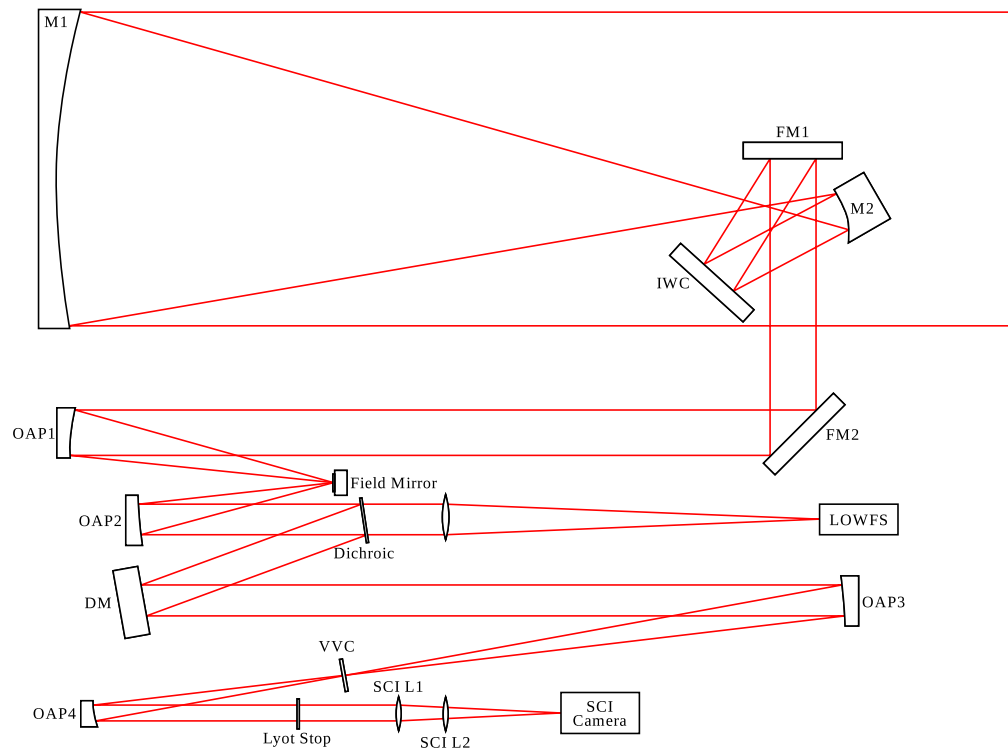 M1
FM1
M2
IWC
OAP1
FM2
Field Mirror
OAP2
LOWFS
Dichroic
DM
OAP3
VVC
SCI L1
OAP4
SCI
Camera
Lyot Stop
SCI L2